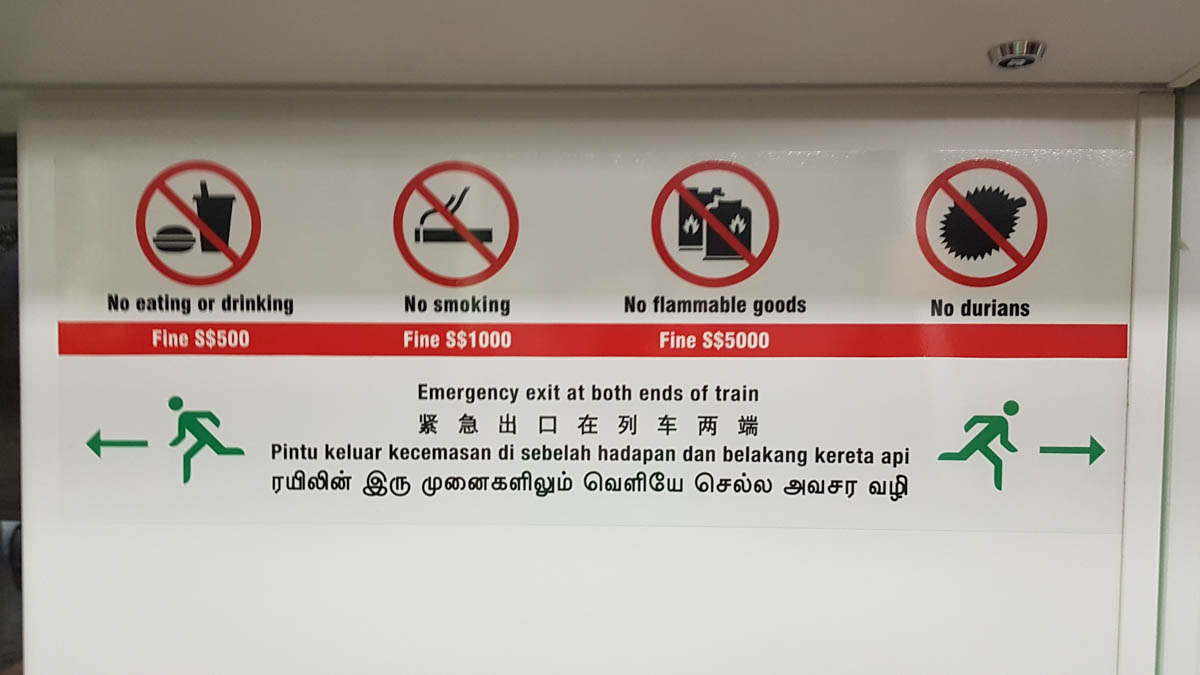 No eating or drinking
No smoking
No flammable goods
No durians
Fine S$500
Fine S$1000
Fine S$5000
Emergency exit at both ends of train
紧急出口在列车两端
Pintu keluar kecemasan di sebelah hadapan dan belakang kereta api
ரயிலின் இரு முனைகளிலும் வெளியே செல்ல அவசர வழி